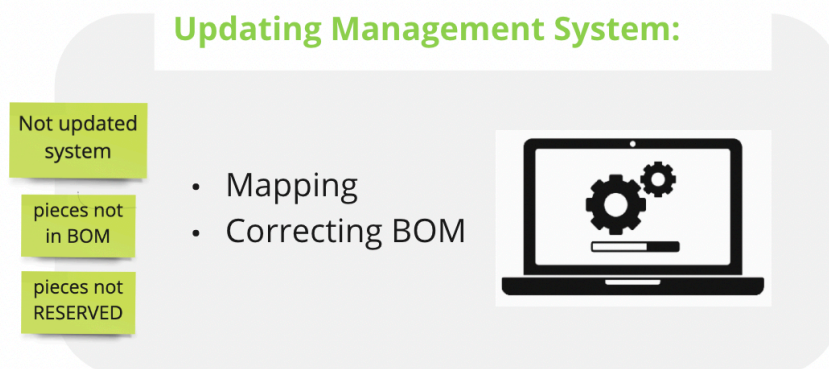 Updating Management System:
Not updated
system
pieces not
in BOM
pieces not
RESERVED
• Mapping
• Correcting BOM